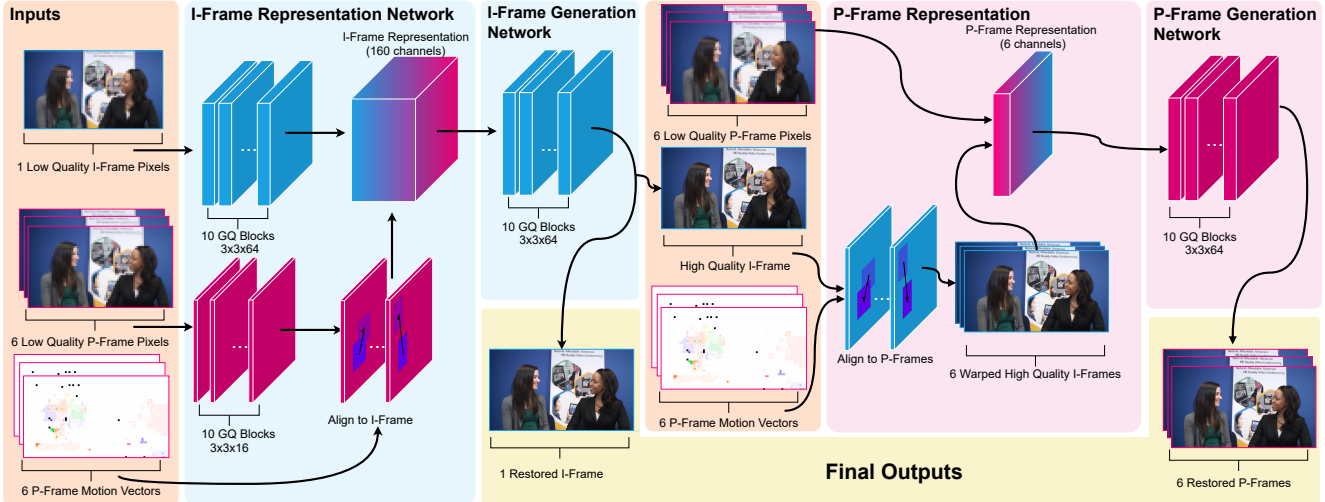 Inputs
1 Low Quality I-Frame Pixels
6 Low Quality P-Frame Pixels
6 P-Frame Motion Vectors
I-Frame Representation Network
I-Frame Representation
(160 channels)
...
10 GQ Blocks
3x3x64
...
10 GQ Blocks
3x3x16
...
Align to I-Frame
I-Frame Generation
Network
...
10 GQ Blocks
3x3x64
1 Restored I-Frame
6 Low Quality P-Frame Pixels
High Quality I-Frame
6 P-Frame Motion Vectors
P-Frame Representation
P-Frame Representation
(6 channels)
...
Align to P-Frames
6 Warped High Quality I-Frames
P-Frame Generation
Network
...
10 GQ Blocks
3x3x64
6 Restored P-Frames
Final Outputs